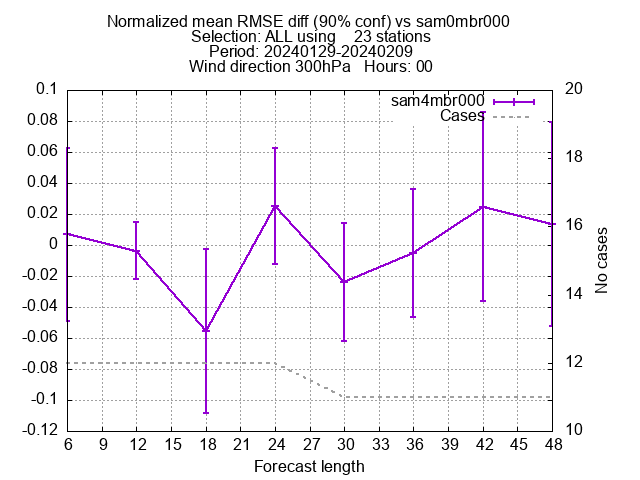 Normalized mean RMSE diff (90% conf) vs sam0mbr000
Selection: ALL using    23 stations
Period: 20240129-20240209
Wind direction 300hPa   Hours: 00
sam4mbr000
Cases
0.1
0.08
0.06
0.04
0.02
0
-0.02
-0.04
-0.06
-0.08
-0.1
-0.12
20
18
16
14
12
10
No cases
6 12 15 18 21 24 27 30 33 36 39 42 45 48
Forecast length